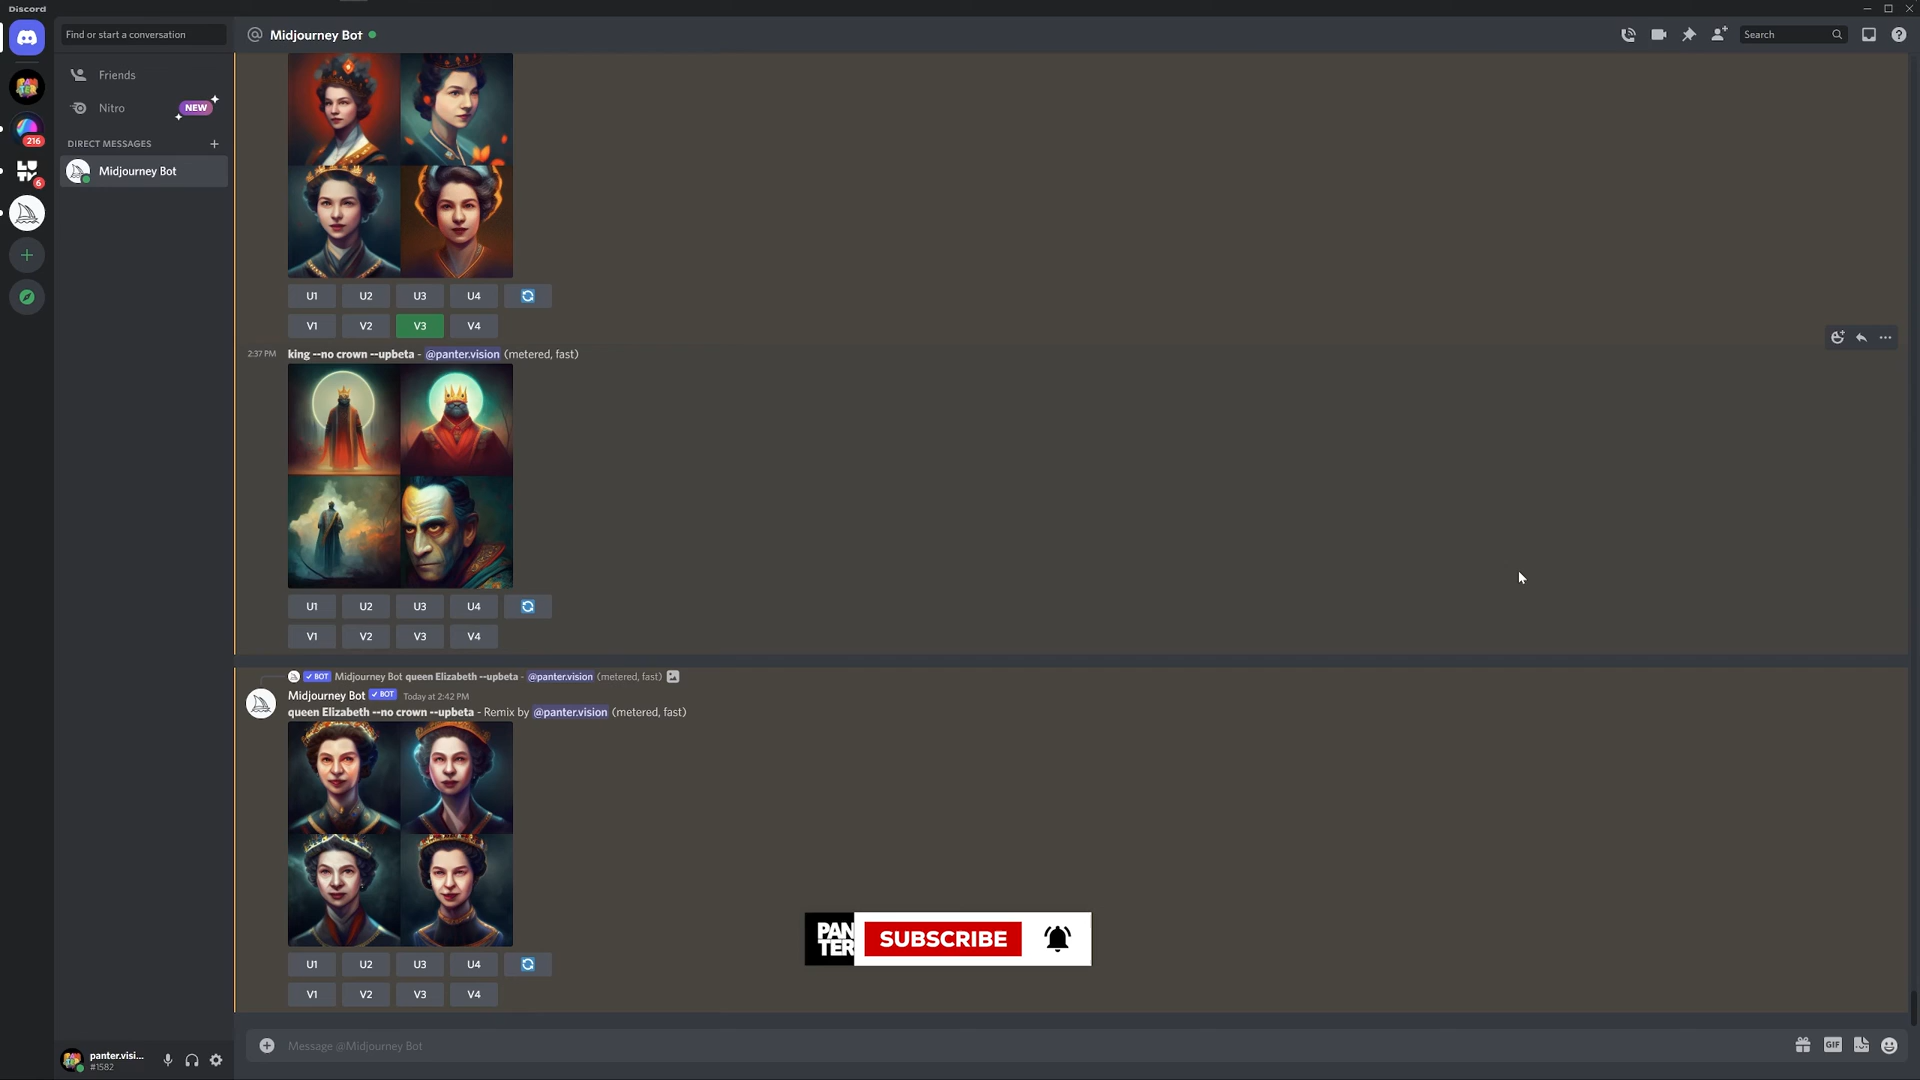 Discord
Find or start a conversation
Midjourney Bot
Search
Friends
Nitro
NEW
DIRECT MESSAGES
Midjourney Bot
216
6
U1 U2 U3 U4
V1 V2 V3 V4
2:37 PM king --no crown --upbeta - @panter.vision (metered, fast)
U1 U2 U3 U4
V1 V2 V3 V4
BOT Midjourney Bot queen Elizabeth --upbeta - @panter.vision (metered, fast)
Midjourney Bot BOT Today at 2:42 PM
queen Elizabeth --no crown --upbeta - Remix by @panter.vision (metered, fast)
PAN
TER
SUBSCRIBE
U1 U2 U3 U4
V1 V2 V3 V4
Message @Midjourney Bot
GIF
panter.visi...
#1582